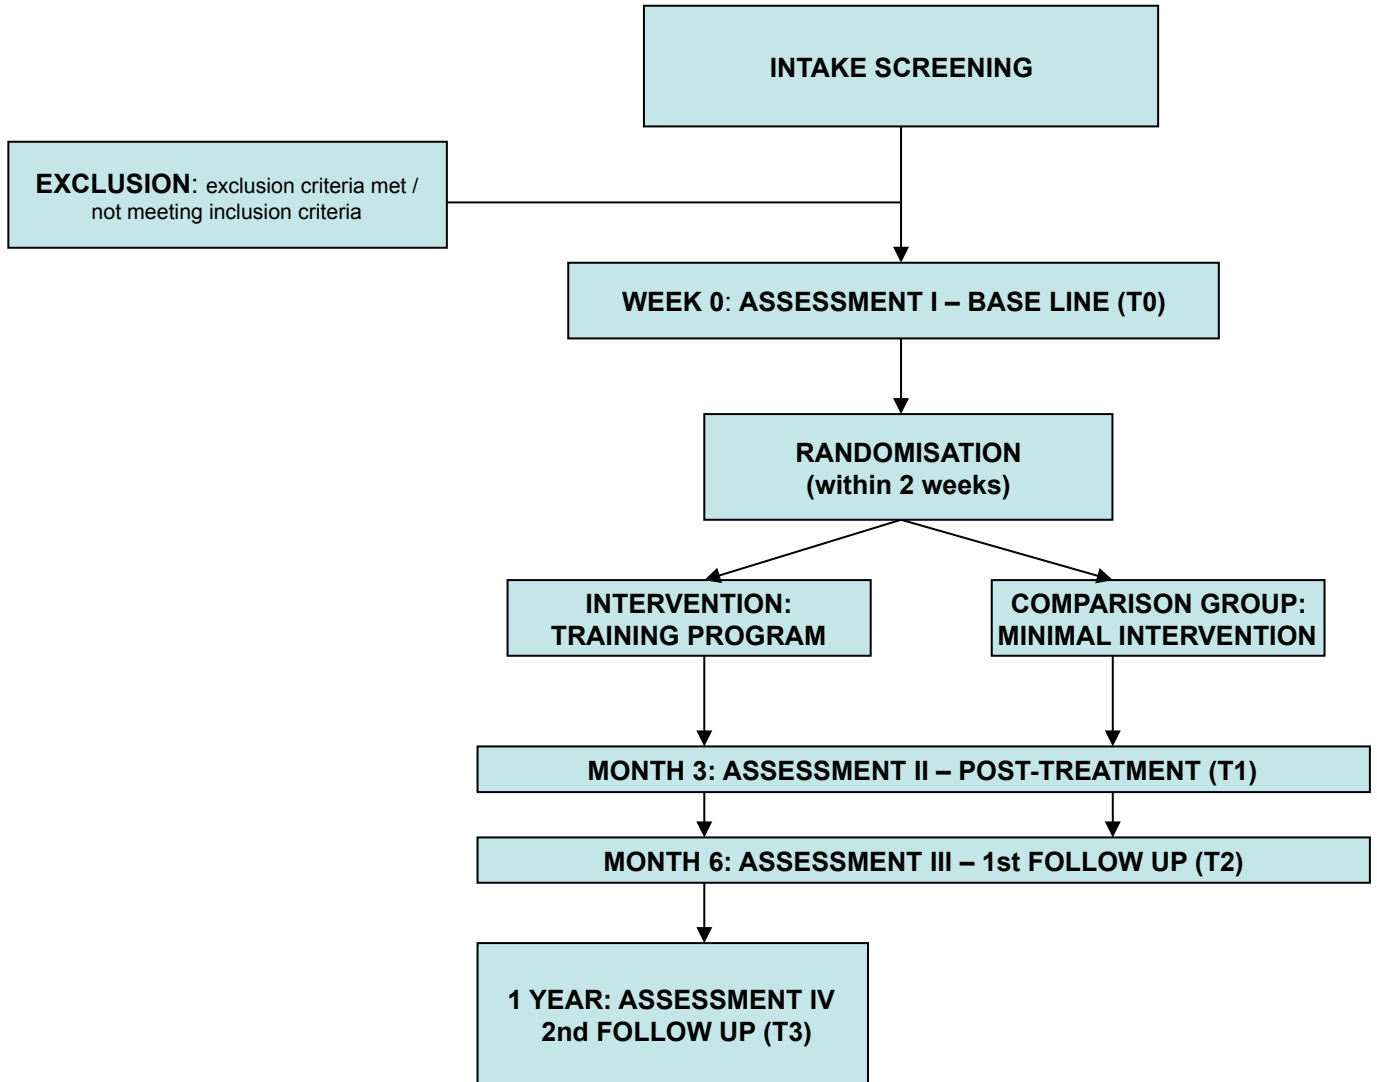 INTAKE SCREENING
EXCLUSION: exclusion criteria met /
not meeting inclusion criteria
WEEK 0: ASSESSMENT I – BASE LINE (T0)
RANDOMISATION
(within 2 weeks)
INTERVENTION:
TRAINING PROGRAM
COMPARISON GROUP:
MINIMAL INTERVENTION
MONTH 3: ASSESSMENT II – POST-TREATMENT (T1)
MONTH 6: ASSESSMENT III – 1st FOLLOW UP (T2)
1 YEAR: ASSESSMENT IV
2nd FOLLOW UP (T3)